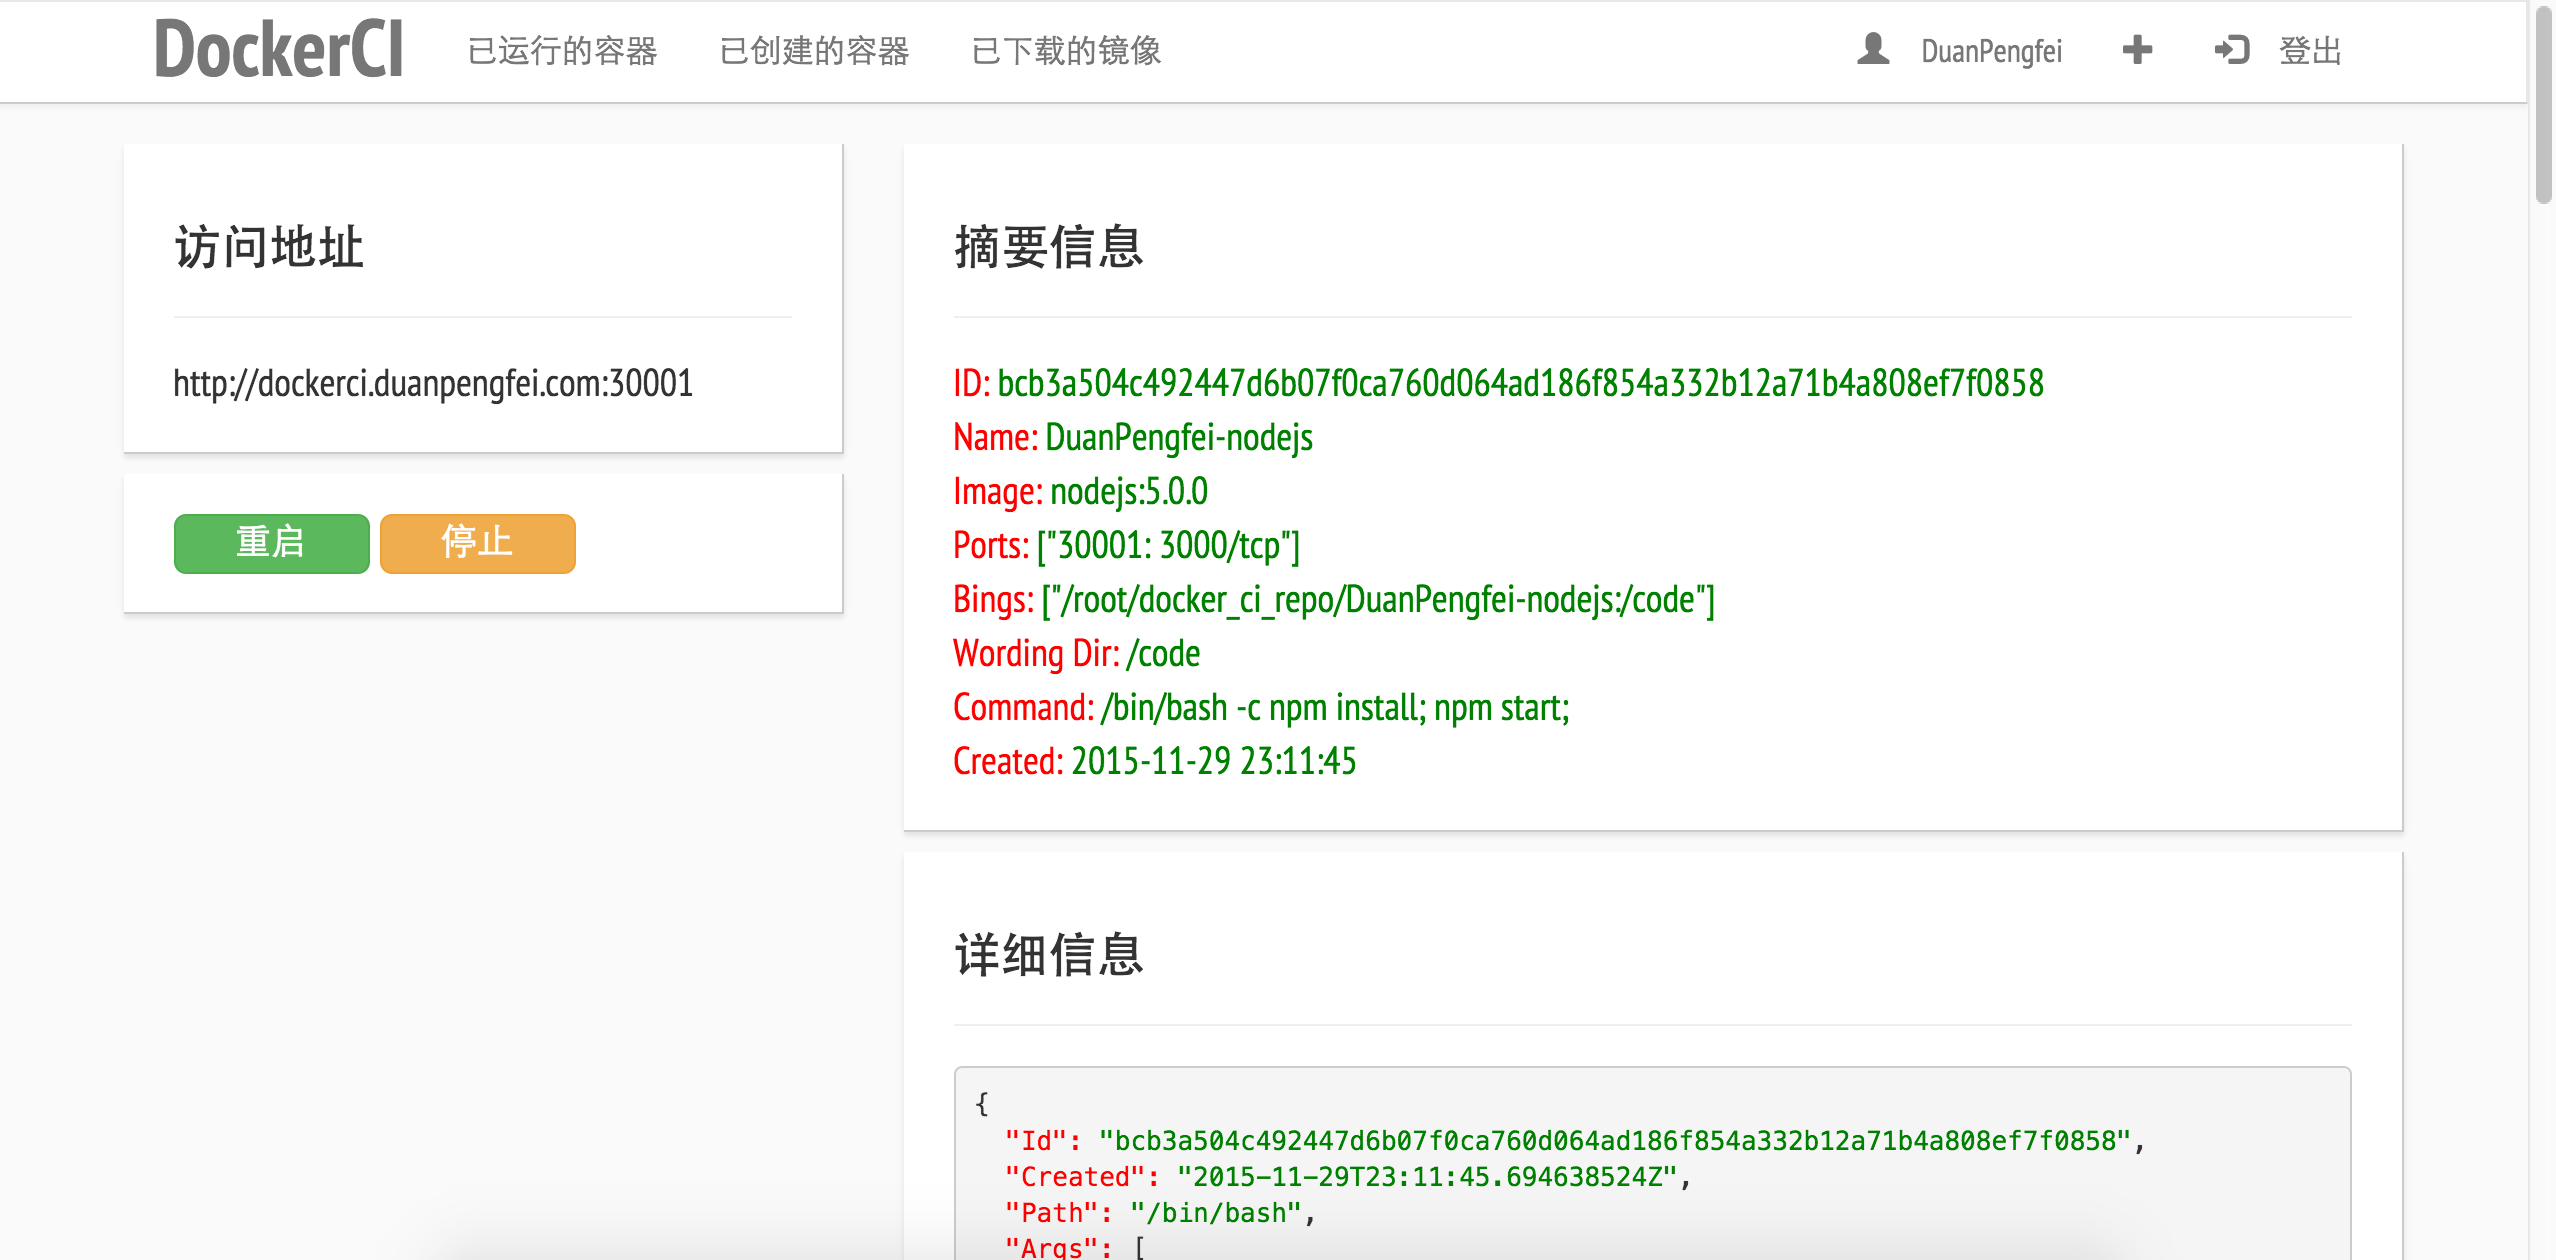 DockerCI 已运行的容器 已创建的容器 已下载的镜像 DuanPengfei 登出
访问地址
http://dockerci.duanpengfei.com:30001
重启 停止
摘要信息
ID: bcb3a504c492447d6b07f0ca760d064ad186f854a332b12a71b4a808ef7f0858
Name: DuanPengfei-nodejs
Image: nodejs:5.0.0
Ports: ["30001: 3000/tcp"]
Bings: ["/root/docker_ci_repo/DuanPengfei-nodejs:/code"]
Wording Dir: /code
Command: /bin/bash -c npm install; npm start;
Created: 2015-11-29 23:11:45
详细信息
{
"Id": "bcb3a504c492447d6b07f0ca760d064ad186f854a332b12a71b4a808ef7f0858",
"Created": "2015-11-29T23:11:45.694638524Z",
"Path": "/bin/bash",
"Args": [